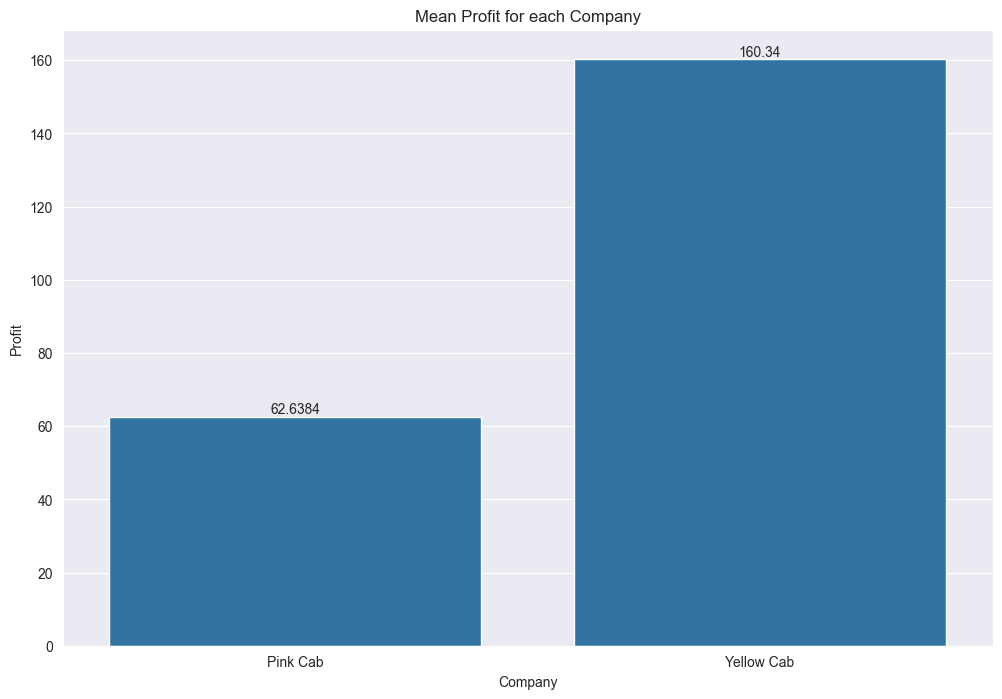 Mean Profit for each Company
160.34
160
140
120
100
80
62.6384
60
40
20
0
Profit
Pink Cab
Yellow Cab
Company